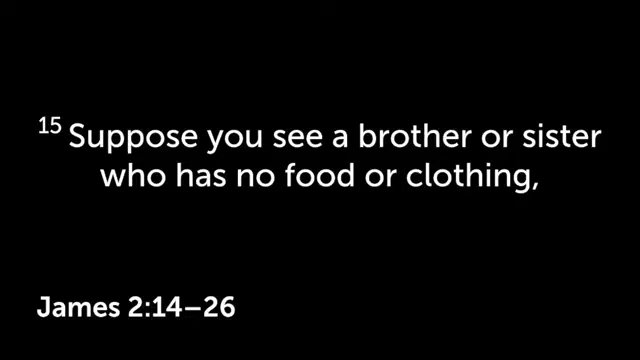 15 Suppose you see a brother or sister
who has no food or clothing,
James 2:14–26